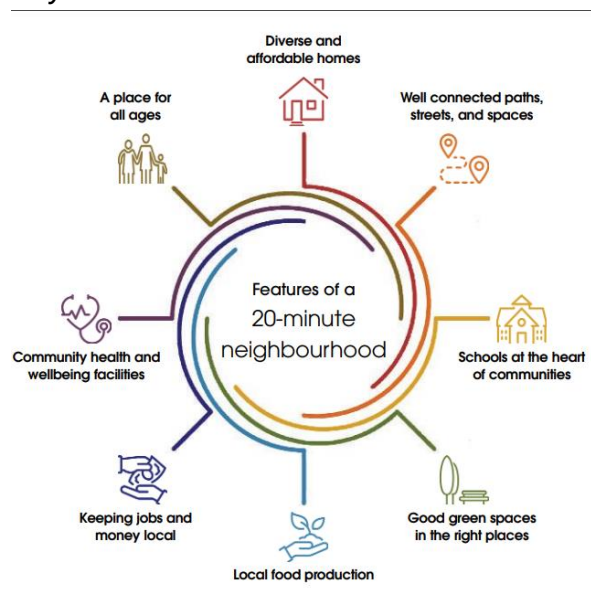 Diverse and
affordable homes
A place for
all ages
Well connected paths,
streets, and spaces
Features of a
20-minute
neighbourhood
Community health and
wellbeing facilities
Schools at the heart
of communities
Keeping jobs and
money local
Good green spaces
in the right places
Local food production